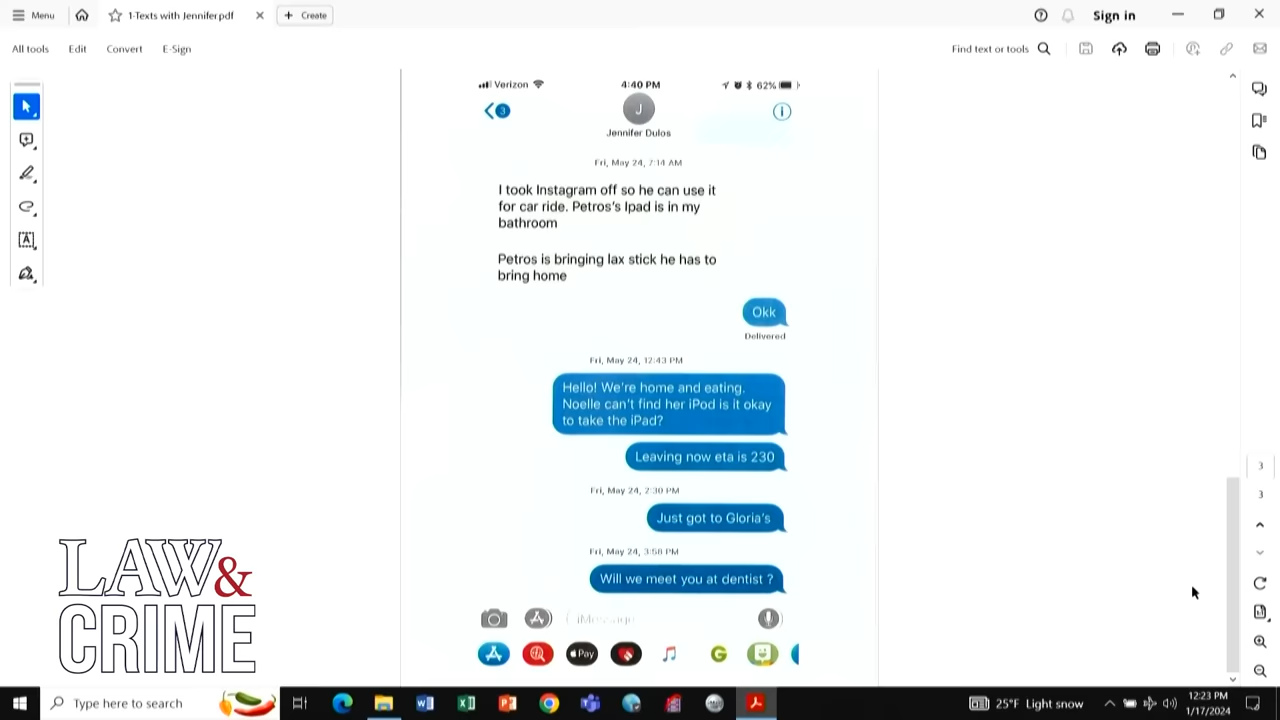 Menu
1-Texts with Jennifer.pdf
Create
Sign in
All tools
Edit
Convert
E-Sign
Find text or tools
Verizon
4:40 PM
62%
3
J
Jennifer Dulos
Fri, May 24, 7:14 AM
I took Instagram off so he can use it
for car ride. Petros's Ipad is in my
bathroom
Petros is bringing lax stick he has to
bring home
Okk
Delivered
Fri, May 24, 12:43 PM
Hello! We're home and eating.
Noelle can't find her iPod is it okay
to take the iPad?
Leaving now eta is 230
Fri, May 24, 2:30 PM
Just got to Gloria's
Fri, May 24, 3:58 PM
Will we meet you at dentist ?
iMessage
Pay
G
3
3
LAW&
CRIME
Type here to search
25°F Light snow
12:23 PM
1/17/2024